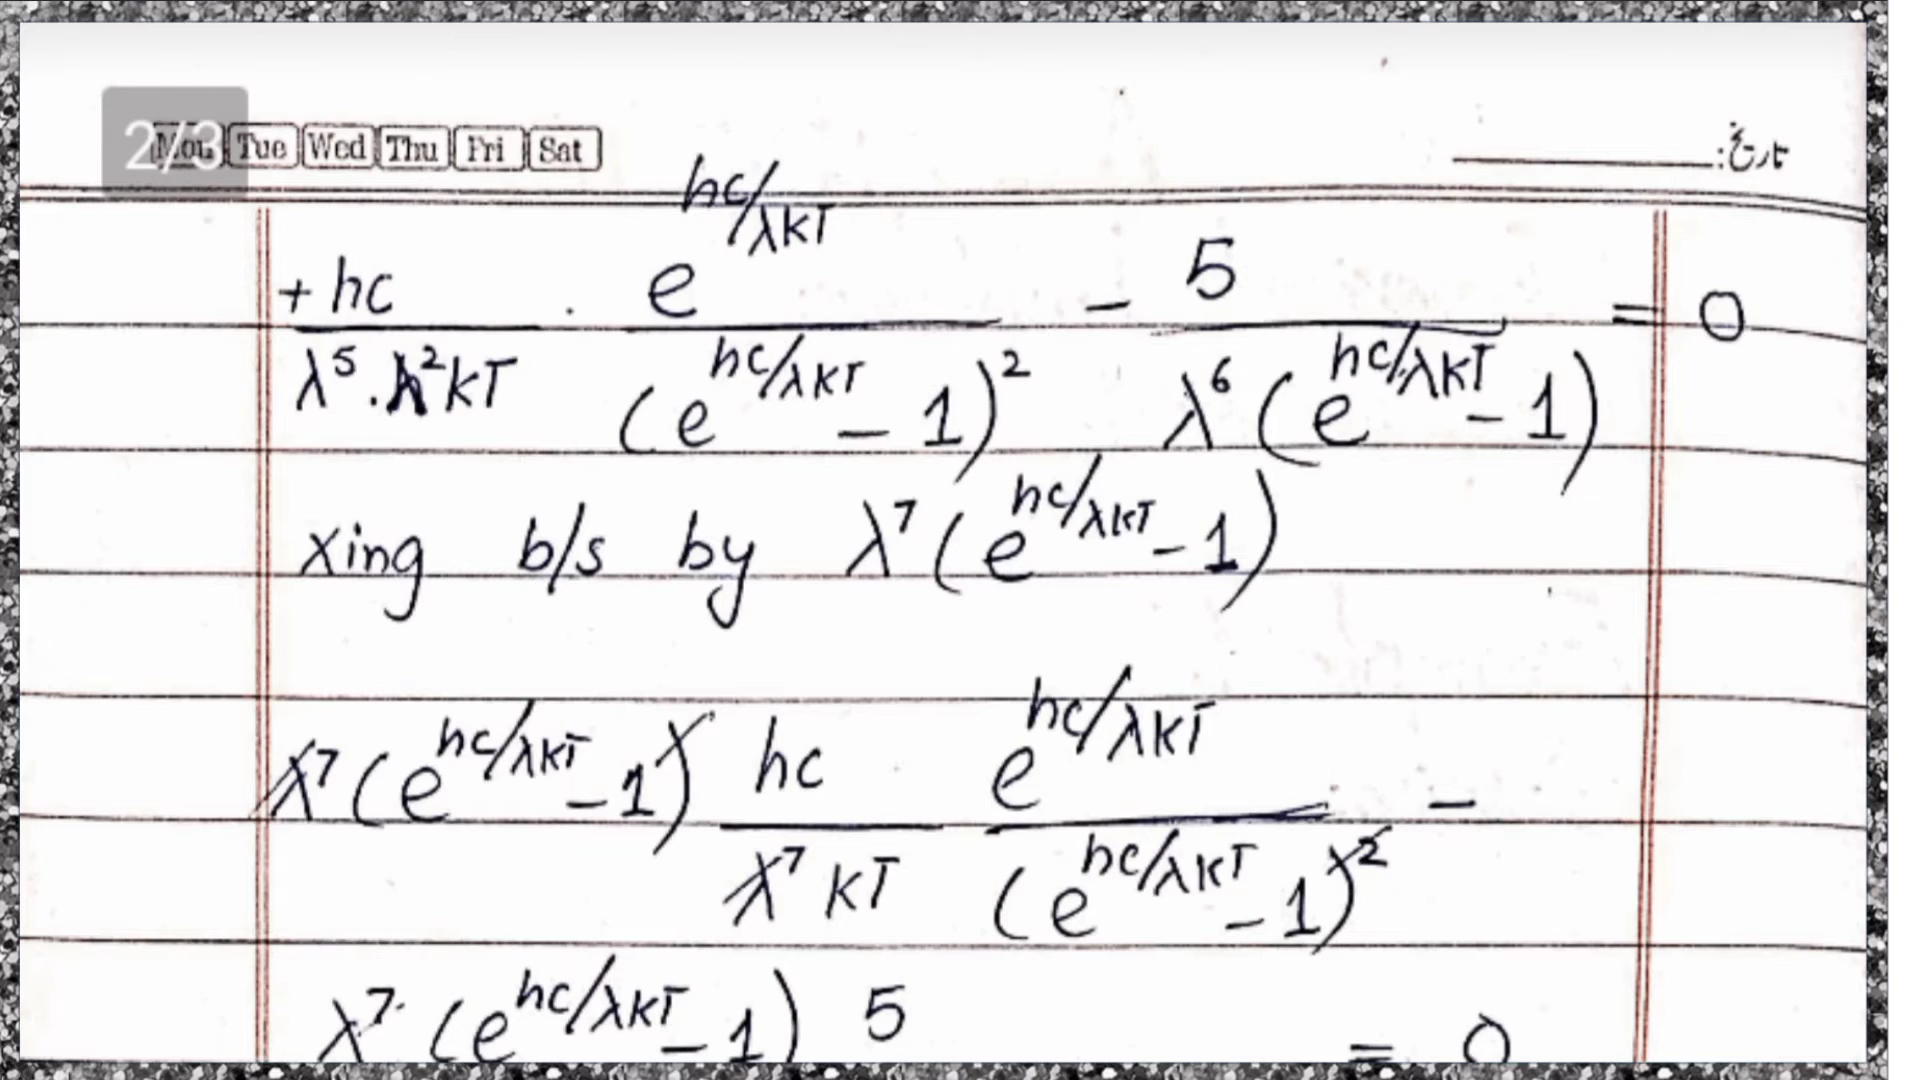 2/3
Mon Tue Wed Thu Fri Sat
تاریخ:
+hc/λ⁵.λ²kT . e^(hc/λkT)/(e^(hc/λkT) – 1)² – 5/λ⁶(e^(hc/λkT) – 1) = 0
xing b/s by λ⁷(e^(hc/λkT) – 1)
λ⁷(e^(hc/λkT) – 1) hc/λ⁷kT e^(hc/λkT)/(e^(hc/λkT) – 1)² –
λ⁷(e^(hc/λkT) – 1) 5 = 0